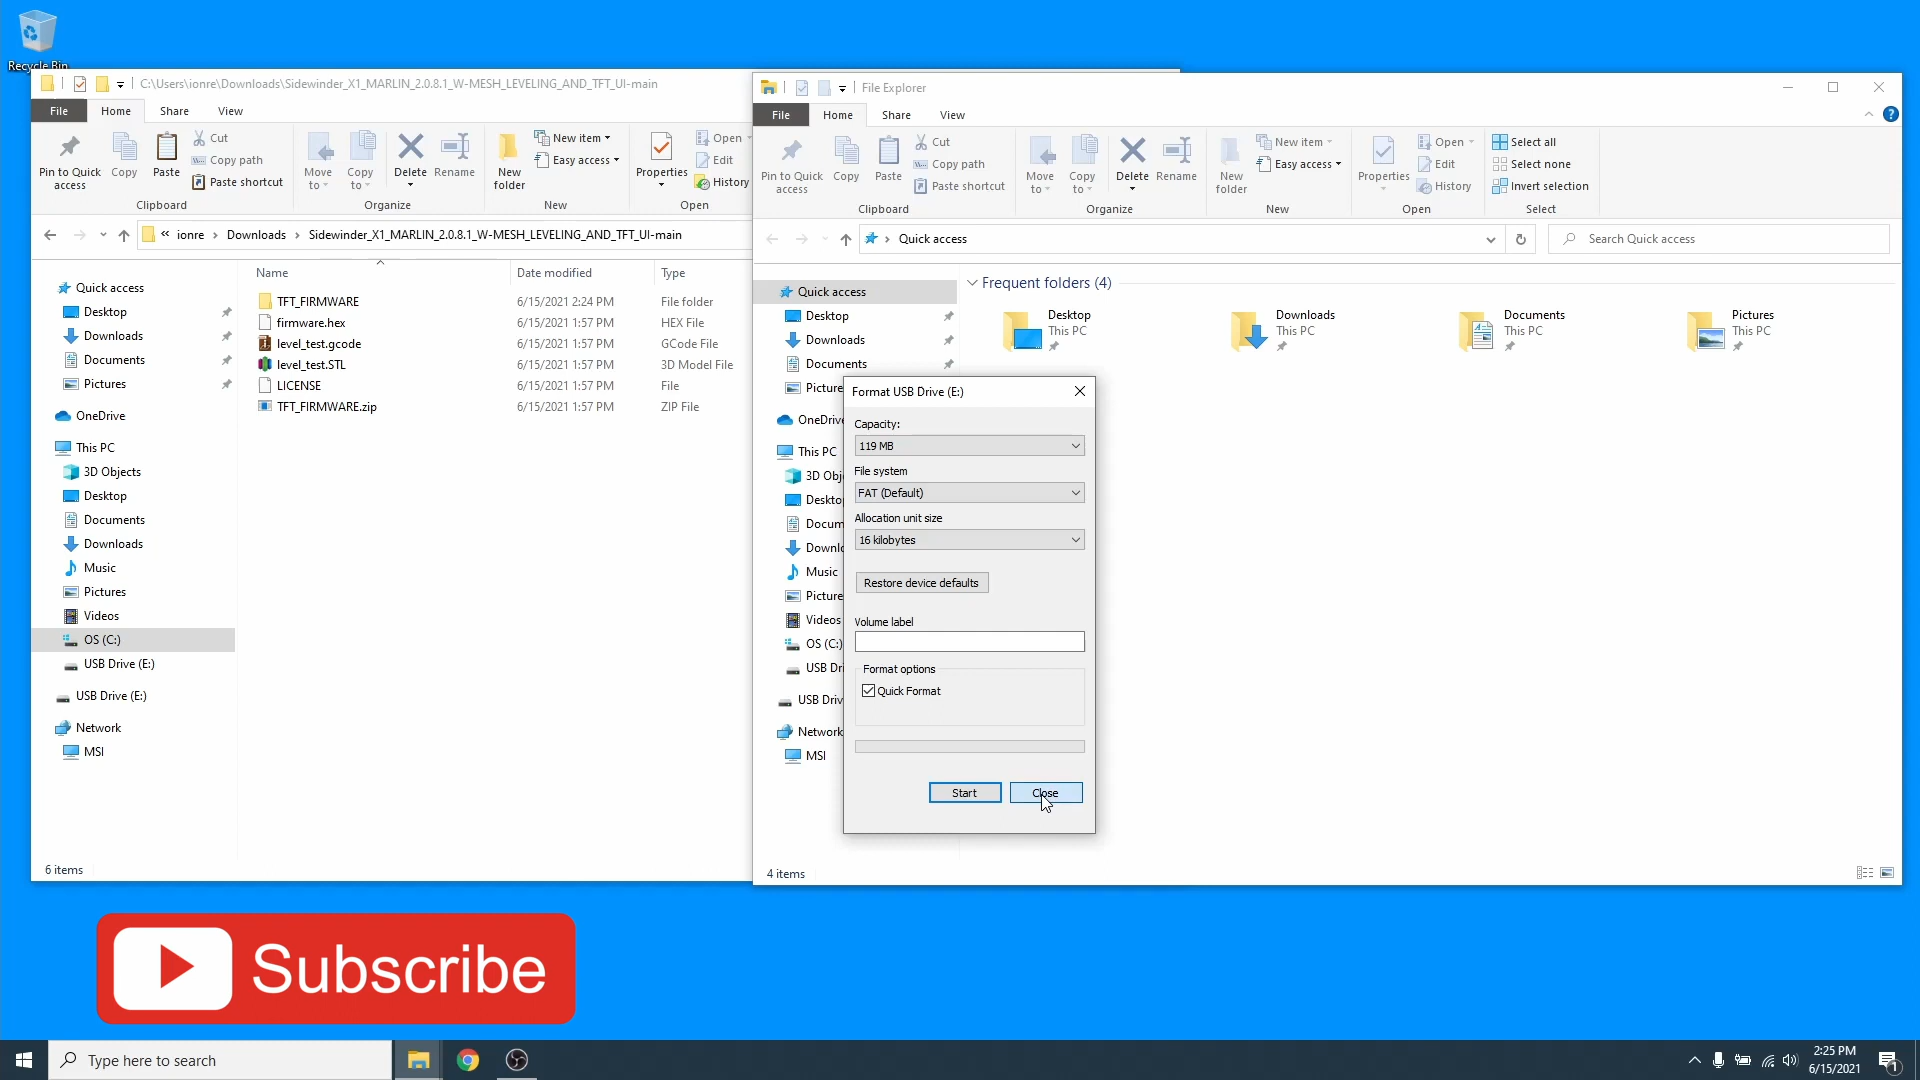 Recycle Bin
C:\Users\ionre\Downloads\Sidewinder_X1_MARLIN_2.0.8.1_W-MESH_LEVELING_AND_TFT_UI-main
File Home Share View
Pin to Quick access
Copy
Paste
Cut
Copy path
Paste shortcut
Clipboard
Move to
Copy to
Delete
Rename
Organize
New folder
New item
Easy access
New
Properties
Open
Edit
History
Open
ionre Downloads Sidewinder_X1_MARLIN_2.0.8.1_W-MESH_LEVELING_AND_TFT_UI-main
Quick access
Desktop
Downloads
Documents
Pictures
OneDrive
This PC
3D Objects
Desktop
Documents
Downloads
Music
Pictures
Videos
OS (C:)
USB Drive (E:)
USB Drive (E:)
Network
MSI
Name Date modified Type
TFT_FIRMWARE 6/15/2021 2:24 PM File folder
firmware.hex 6/15/2021 1:57 PM HEX File
level_test.gcode 6/15/2021 1:57 PM GCode File
level_test.STL 6/15/2021 1:57 PM 3D Model File
LICENSE 6/15/2021 1:57 PM File
TFT_FIRMWARE.zip 6/15/2021 1:57 PM ZIP File
6 items
File Explorer
File Home Share View
Pin to Quick access
Copy
Paste
Cut
Copy path
Paste shortcut
Clipboard
Move to
Copy to
Delete
Rename
Organize
New folder
New item
Easy access
New
Properties
Open
Edit
History
Open
Select all
Select none
Invert selection
Select
Quick access
Search Quick access
Quick access
Desktop
Downloads
Documents
Picture
OneDrive
This PC
3D Obj
Deskto
Docum
Downl
Music
Picture
Videos
OS (C:)
USB Dri
USB Driv
Network
MSI
Frequent folders (4)
Desktop
This PC
Downloads
This PC
Documents
This PC
Pictures
This PC
4 items
Format USB Drive (E:)
Capacity:
119 MB
File system
FAT (Default)
Allocation unit size
16 kilobytes
Restore device defaults
Volume label
Format options
Quick Format
Start Close
Subscribe
Type here to search
2:25 PM
6/15/2021
1